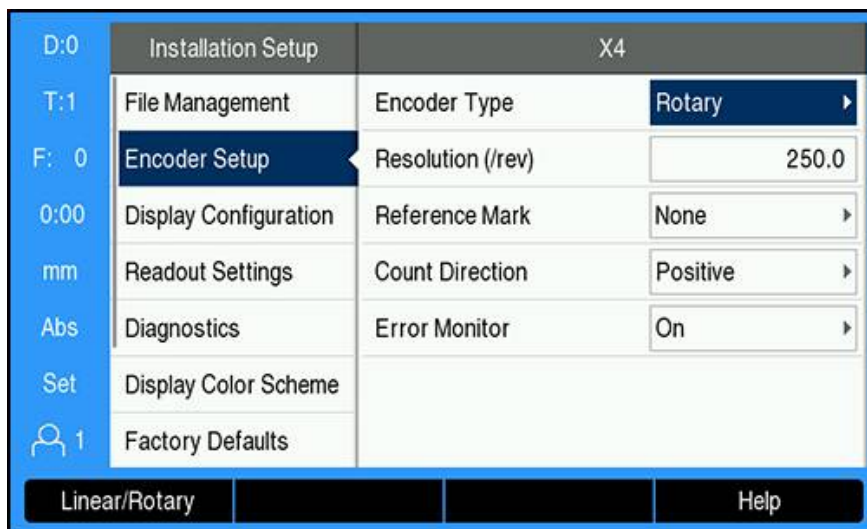 D:0 Installation Setup X4
T:1 File Management Encoder Type Rotary
F: 0 Encoder Setup Resolution (/rev) 250.0
0:00 Display Configuration Reference Mark None
mm Readout Settings Count Direction Positive
Abs Diagnostics Error Monitor On
Set Display Color Scheme
1 Factory Defaults
Linear/Rotary Help